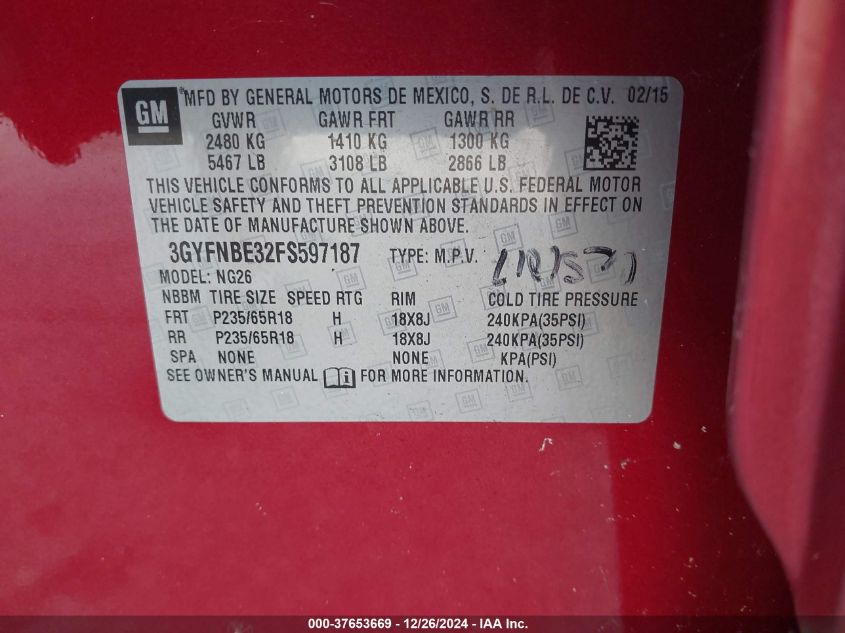 GM
® MFD BY GENERAL MOTORS DE MEXICO, S. DE R.L. DE C.V. 02/15
GVWR GAWR FRT GAWR RR
2480 KG 1410 KG 1300 KG
5467 LB 3108 LB 2866 LB
THIS VEHICLE CONFORMS TO ALL APPLICABLE U.S. FEDERAL MOTOR
VEHICLE SAFETY AND THEFT PREVENTION STANDARDS IN EFFECT ON
THE DATE OF MANUFACTURE SHOWN ABOVE.
3GYFNBE32FS597187 TYPE: M.P.V.
MODEL: NG26
NBBM TIRE SIZE SPEED RTG RIM COLD TIRE PRESSURE
FRT P235/65R18 H 18X8J 240KPA(35PSI)
RR P235/65R18 H 18X8J 240KPA(35PSI)
SPA NONE NONE KPA(PSI)
SEE OWNER'S MANUAL FOR MORE INFORMATION.
000-37653669 - 12/26/2024 - IAA Inc.